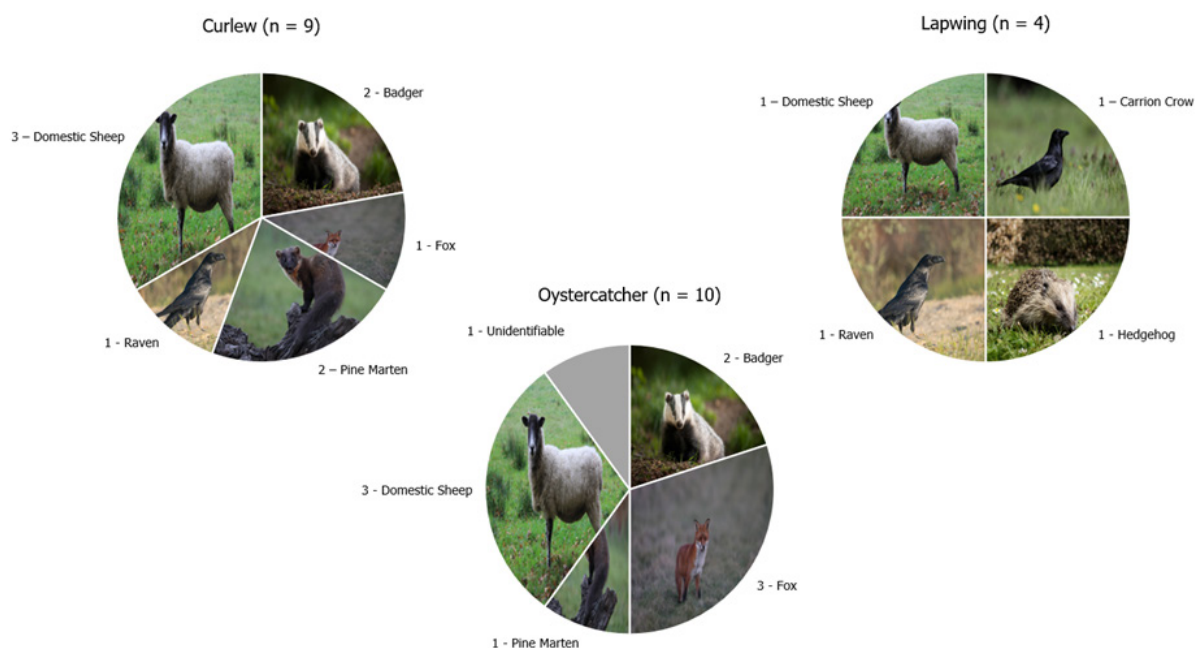 Curlew (n = 9)
2 - Badger
3 – Domestic Sheep
1 - Fox
1 - Raven
2 – Pine Marten
Lapwing (n = 4)
1 – Domestic Sheep
1 – Carrion Crow
1 - Raven
1 - Hedgehog
Oystercatcher (n = 10)
1 - Unidentifiable
2 - Badger
3 - Domestic Sheep
3 - Fox
1 - Pine Marten